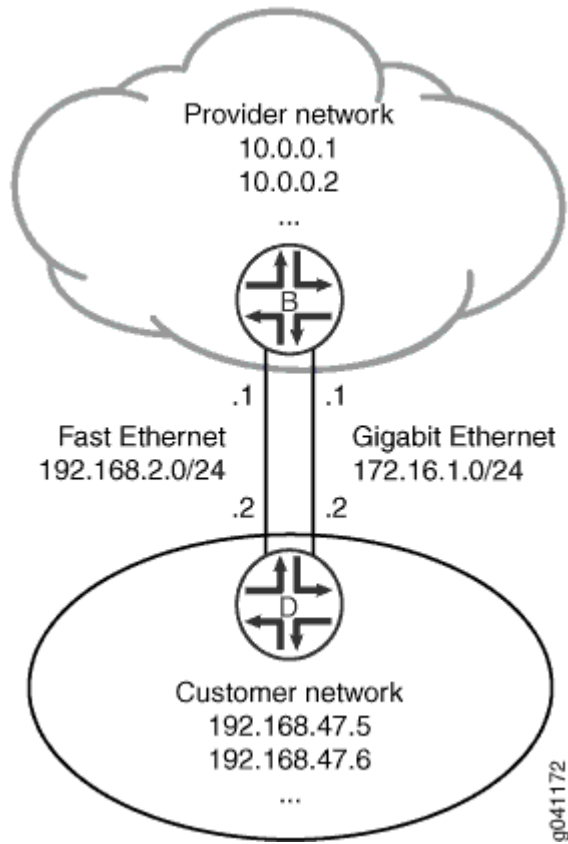 Provider network
10.0.0.1
10.0.0.2
...
B
.1
.1
Fast Ethernet
192.168.2.0/24
Gigabit Ethernet
172.16.1.0/24
.2
.2
D
Customer network
192.168.47.5
192.168.47.6
...
g041172